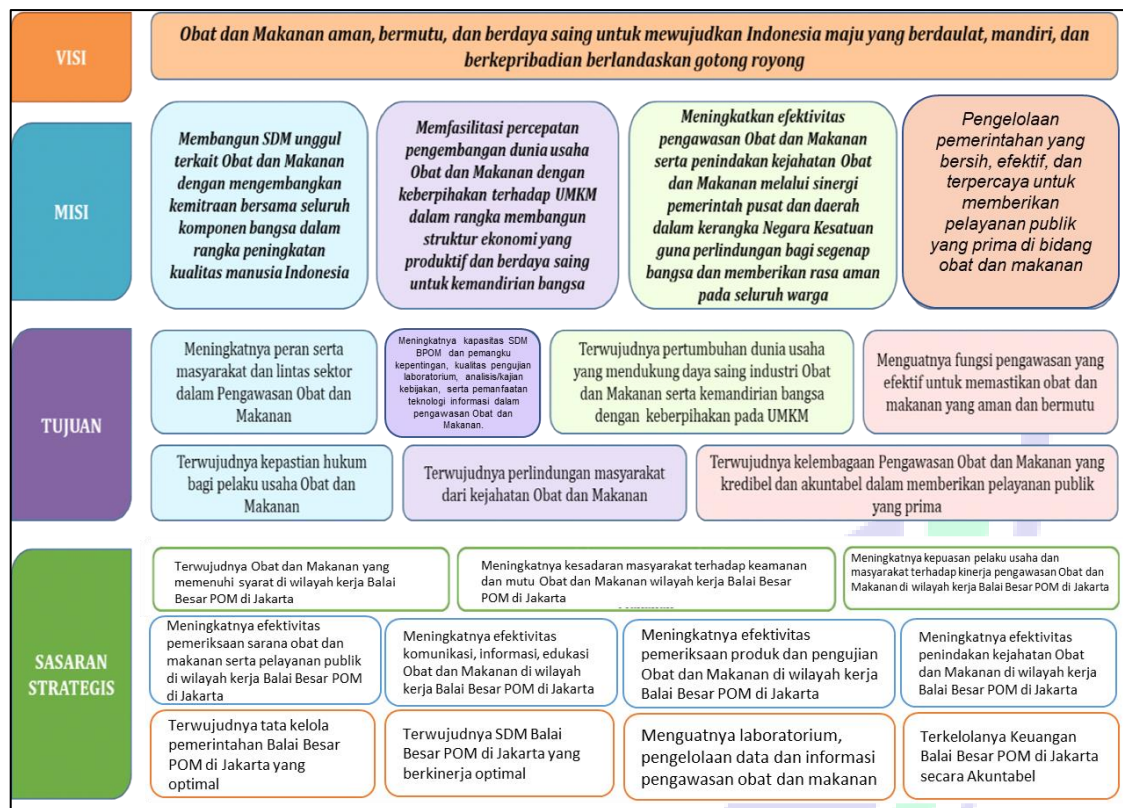 VISI
Obat dan Makanan aman, bermutu, dan berdaya saing untuk mewujudkan Indonesia maju yang berdaulat, mandiri, dan
berkepribadian berlandaskan gotong royong
MISI
Membangun SDM unggul
terkait Obat dan Makanan
dengan mengembangkan
kemitraan bersama seluruh
komponen bangsa dalam
rangka peningkatan
kualitas manusia Indonesia
Memfasilitasi percepatan
pengembangan dunia usaha
Obat dan Makanan dengan
keberpihakan terhadap UMKM
dalam rangka membangun
struktur ekonomi yang
produktif dan berdaya saing
untuk kemandirian bangsa
Meningkatkan efektivitas
pengawasan Obat dan Makanan
serta penindakan kejahatan Obat
dan Makanan melalui sinergi
pemerintah pusat dan daerah
dalam kerangka Negara Kesatuan
guna perlindungan bagi segenap
bangsa dan memberikan rasa aman
pada seluruh warga
Pengelolaan
pemerintahan yang
bersih, efektif, dan
terpercaya untuk
memberikan
pelayanan publik
yang prima di bidang
obat dan makanan
TUJUAN
Meningkatnya peran serta
masyarakat dan lintas sektor
dalam Pengawasan Obat dan
Makanan
Meningkatnya kapasitas SDM
BPOM dan pemangku
kepentingan, kualitas pengujian
laboratorium, analisis/kajian
kebijakan, serta pemanfaatan
teknologi informasi dalam
pengawasan Obat dan
Makanan.
Terwujudnya pertumbuhan dunia usaha
yang mendukung daya saing industri Obat
dan Makanan serta kemandirian bangsa
dengan keberpihakan pada UMKM
Menguatnya fungsi pengawasan yang
efektif untuk memastikan obat dan
makanan yang aman dan bermutu
Terwujudnya kepastian hukum
bagi pelaku usaha Obat dan
Makanan
Terwujudnya perlindungan masyarakat
dari kejahatan Obat dan Makanan
Terwujudnya kelembagaan Pengawasan Obat dan Makanan yang
kredibel dan akuntabel dalam memberikan pelayanan publik
yang prima
SASARAN
STRATEGIS
Terwujudnya Obat dan Makanan yang
memenuhi syarat di wilayah kerja Balai
Besar POM di Jakarta
Meningkatnya kesadaran masyarakat terhadap keamanan
dan mutu Obat dan Makanan wilayah kerja Balai Besar
POM di Jakarta
Meningkatnya kepuasan pelaku usaha dan
masyarakat terhadap kinerja pengawasan Obat dan
Makanan di wilayah kerja Balai Besar POM di Jakarta
Meningkatnya efektivitas
pemeriksaan sarana obat dan
makanan serta pelayanan publik
di wilayah kerja Balai Besar POM
di Jakarta
Meningkatnya efektivitas
komunikasi, informasi, edukasi
Obat dan Makanan di wilayah
kerja Balai Besar POM di Jakarta
Meningkatnya efektivitas
pemeriksaan produk dan pengujian
Obat dan Makanan di wilayah kerja
Balai Besar POM di Jakarta
Meningkatnya efektivitas
penindakan kejahatan Obat
dan Makanan di wilayah kerja
Balai Besar POM di Jakarta
Terwujudnya tata kelola
pemerintahan Balai Besar
POM di Jakarta yang
optimal
Terwujudnya SDM Balai
Besar POM di Jakarta yang
berkinerja optimal
Menguatnya laboratorium,
pengelolaan data dan informasi
pengawasan obat dan makanan
Terkelolanya Keuangan
Balai Besar POM di Jakarta
secara Akuntabel